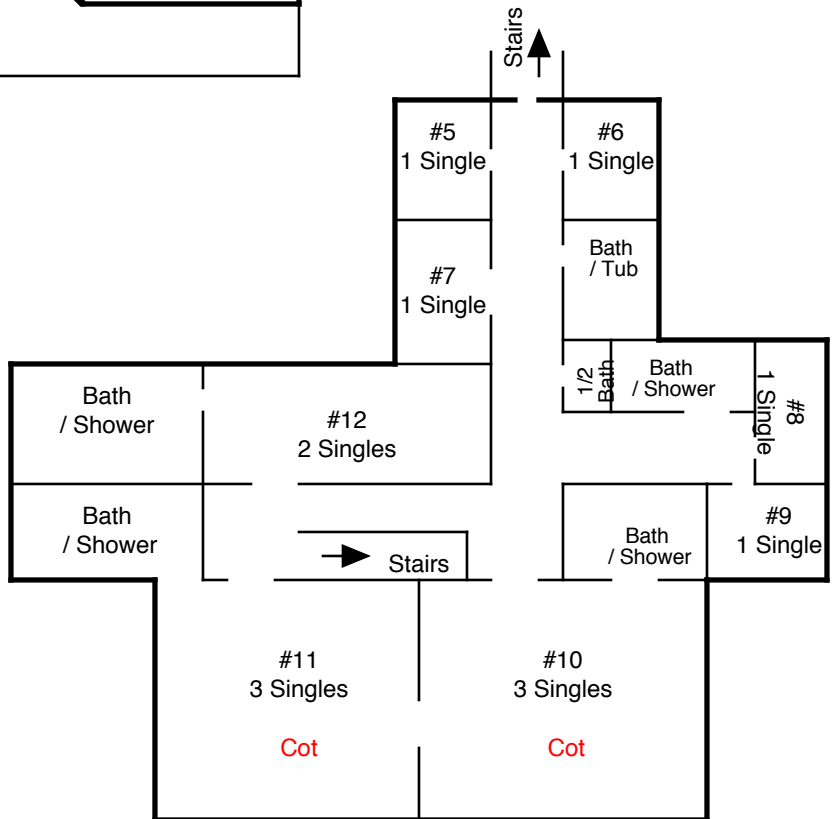 Stairs
#5
1 Single
#6
1 Single
#7
1 Single
Bath
/ Tub
1/2
Bath
Bath
/ Shower
#8
1 Single
Bath
/ Shower
#12
2 Singles
Bath
/ Shower
Stairs
Bath
/ Shower
#9
1 Single
#11
3 Singles
Cot
#10
3 Singles
Cot